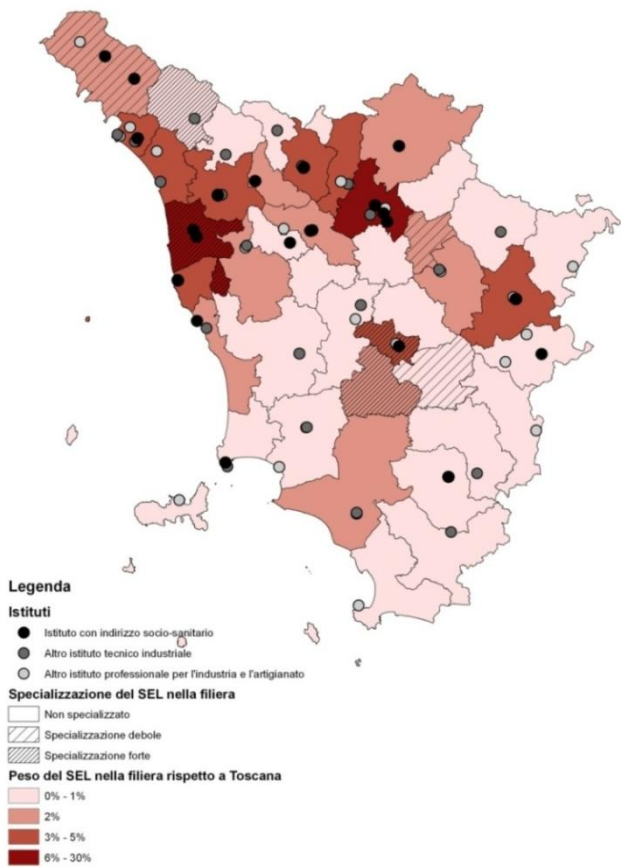 Legenda
Istituti
Istituto con indirizzo socio-sanitario
Altro istituto tecnico industriale
Altro istituto professionale per l'industria e l'artigianato
Specializzazione del SEL nella filiera
Non specializzato
Specializzazione debole
Specializzazione forte
Peso del SEL nella filiera rispetto a Toscana
0% - 1%
2%
3% - 5%
6% - 30%